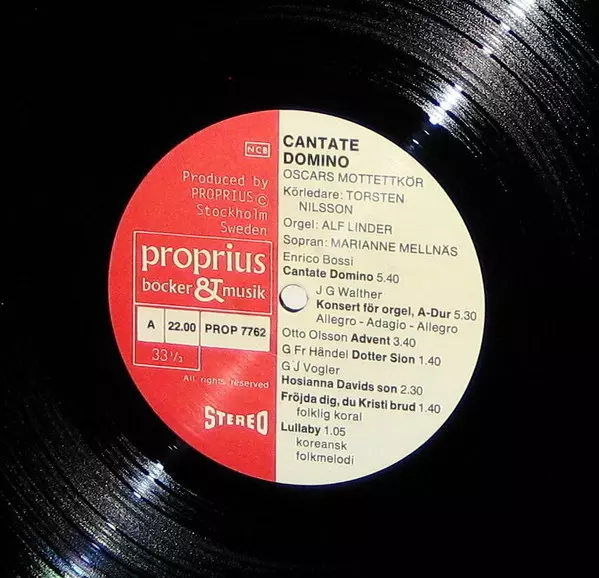 NCB
Produced by
PROPRIUS ©
Stockholm
Sweden
proprius
böcker & musik
A 22.00 PROP 7762
33 1/3
All rights reserved
STEREO
CANTATE
DOMINO
OSCARS MOTTETTKÖR
Körledare: TORSTEN
NILSSON
Orgel: ALF LINDER
Sopran: MARIANNE MELLNÄS
Enrico Bossi
Cantate Domino 5.40
J G Walther
Konsert för orgel, A-Dur 5.30
Allegro - Adagio - Allegro
Otto Olsson Advent 3.40
G Fr Händel Dotter Sion 1.40
G J Vogler
Hosianna Davids son 2.30
Fröjda dig, du Kristi brud 1.40
folklig koral
Lullaby 1.05
koreansk
folkmelodi